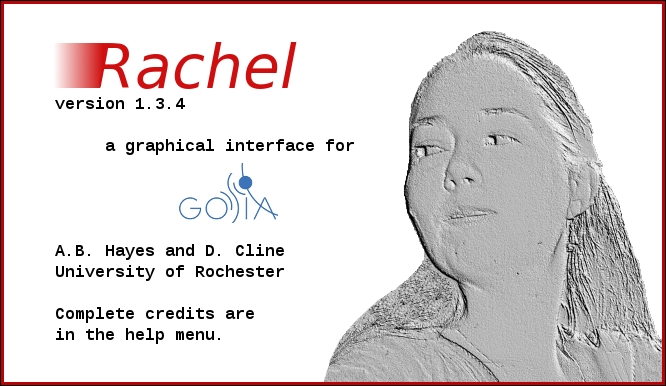 Rachel
version 1.3.4
a graphical interface for
GOSIA
A.B. Hayes and D. Cline
University of Rochester
Complete credits are
in the help menu.